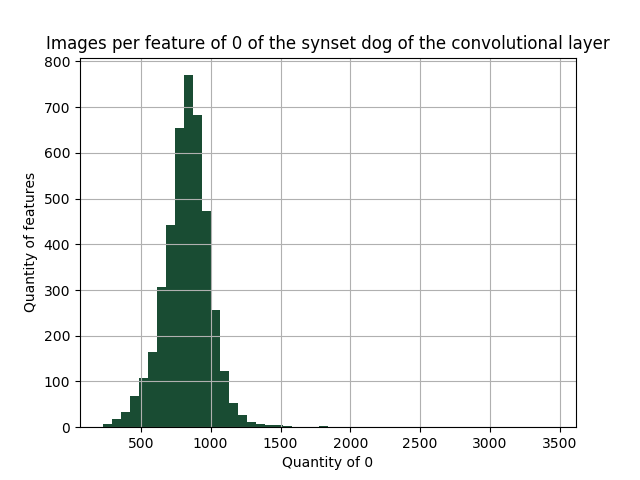 Images per feature of 0 of the synset dog of the convolutional layer
800
700
600
500
400
300
200
100
0
Quantity of features
500 1000 1500 2000 2500 3000 3500
Quantity of 0